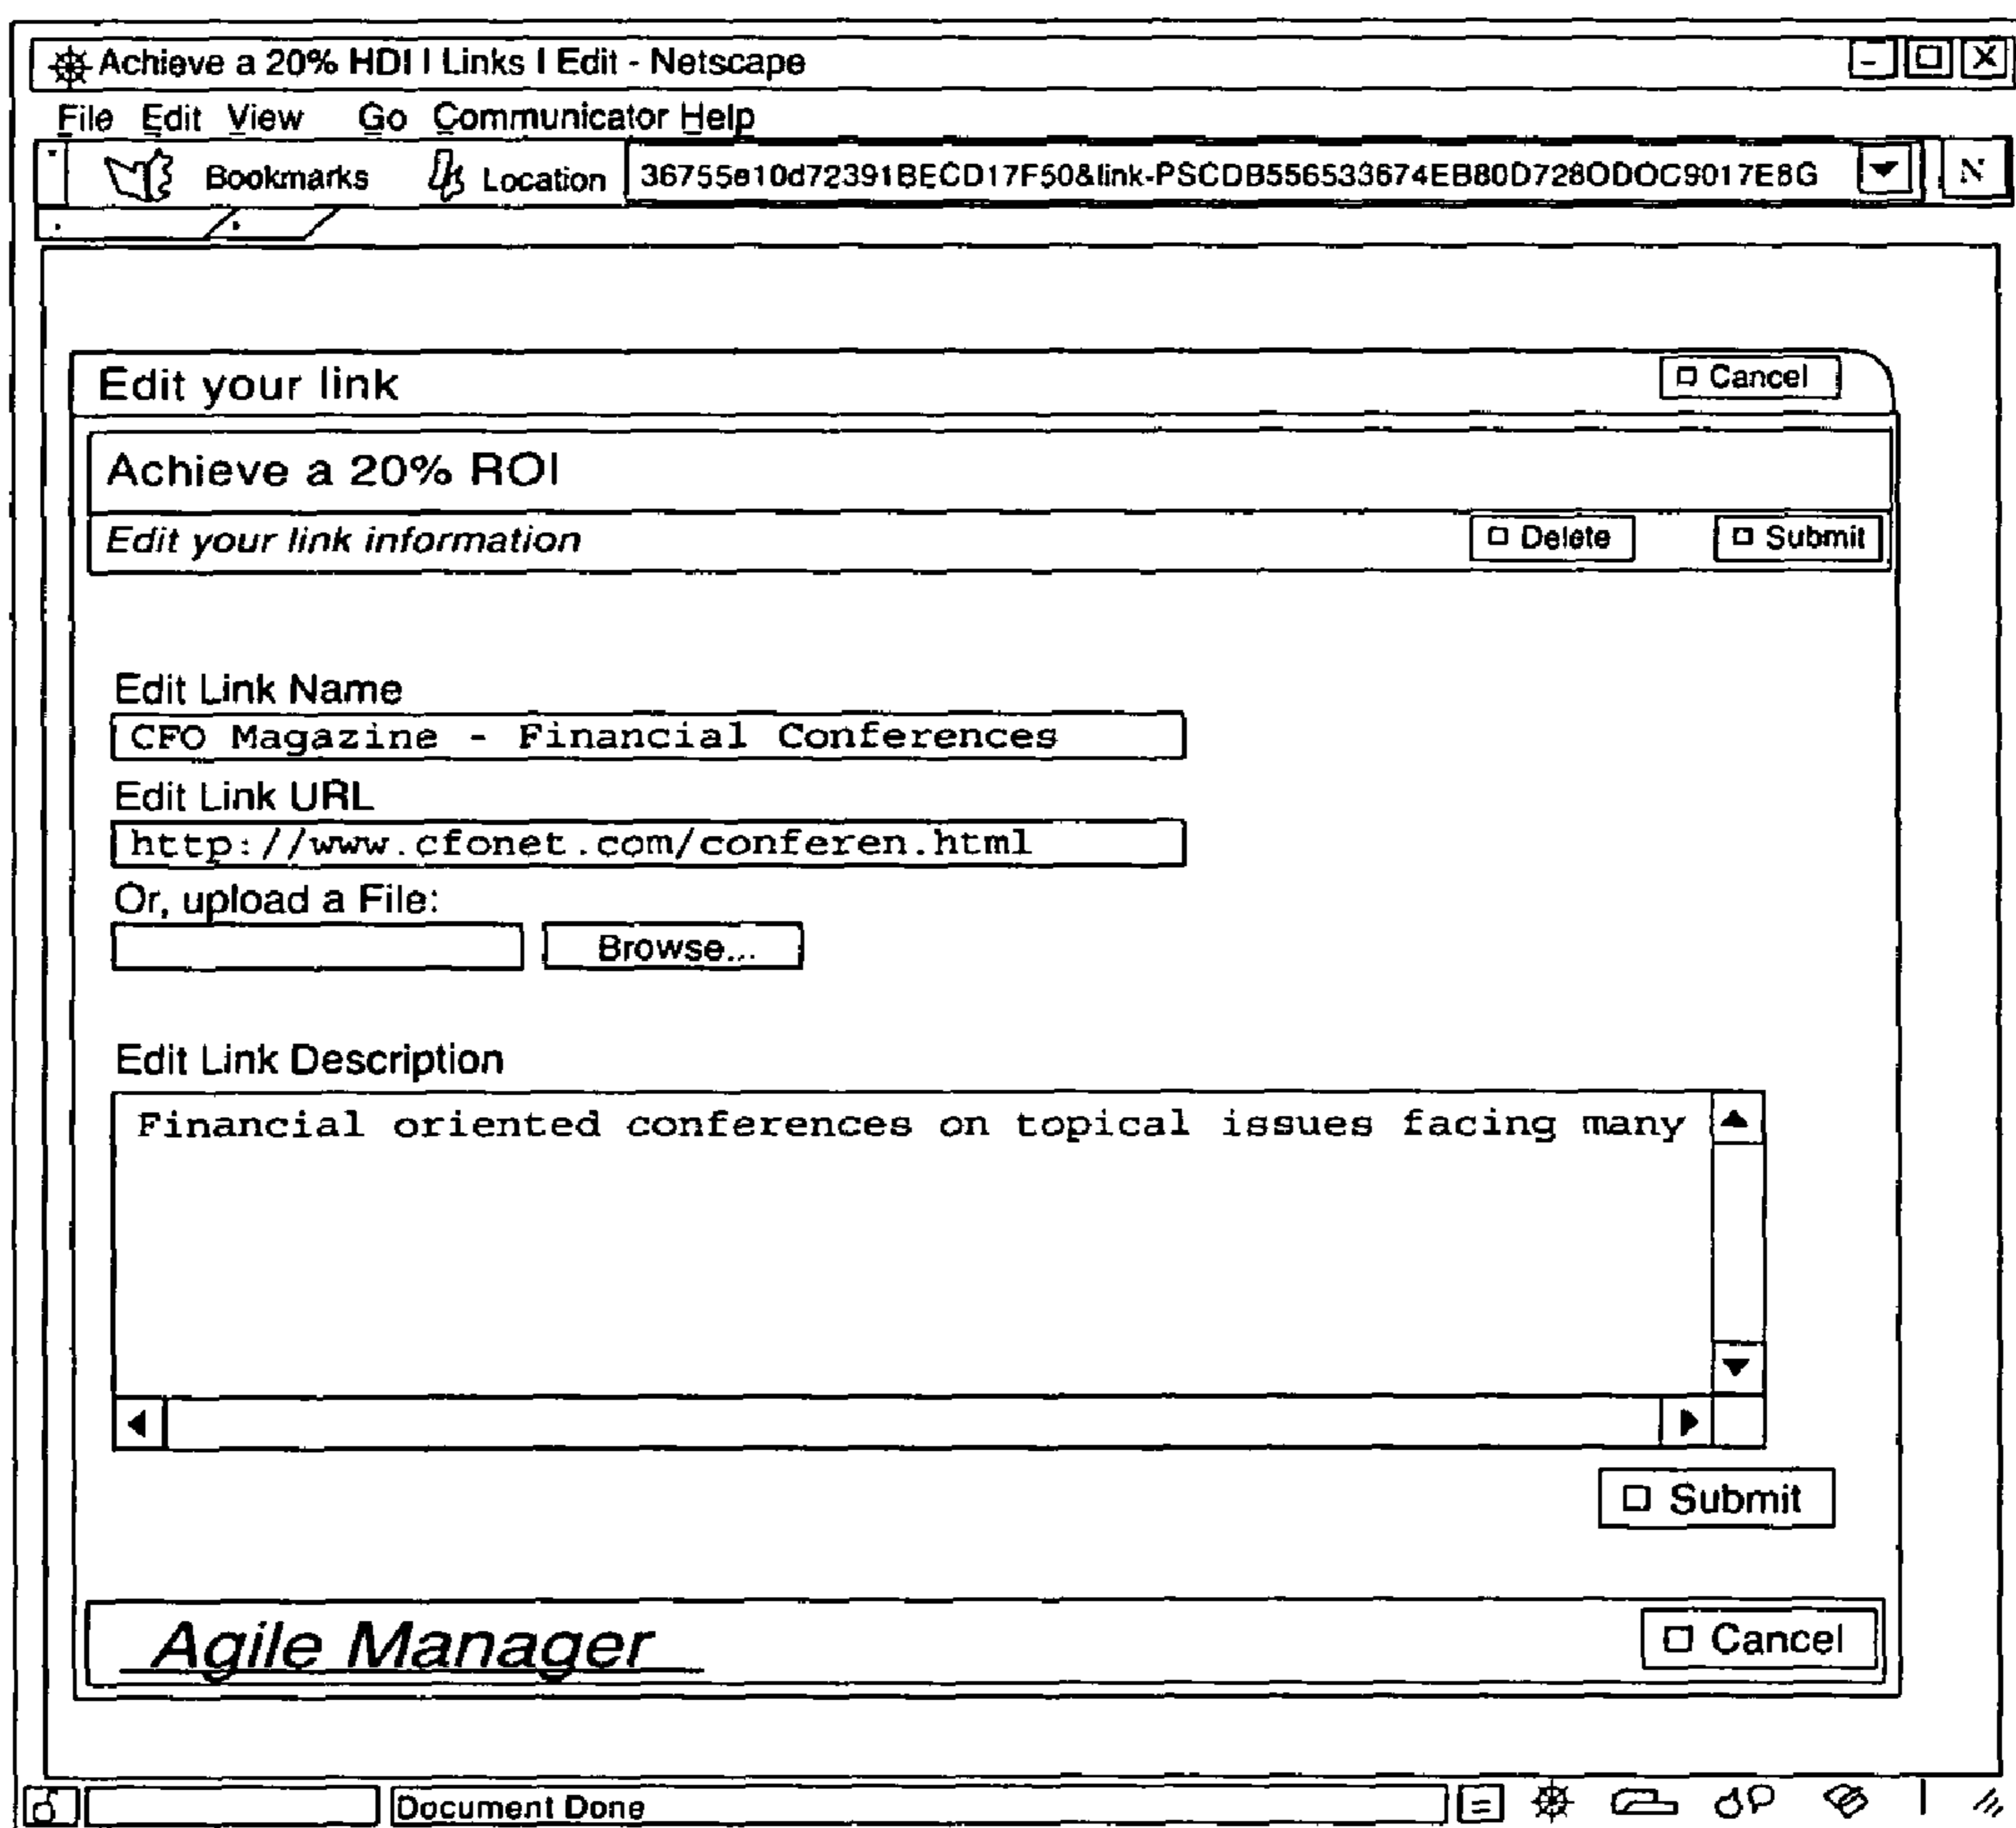 Achieve a 20% HDI I Links I Edit - Netscape
File Edit View Go Communicator Help
Bookmarks Location 36755e10d72391BECD17F50&link-PSCDB556533674EB80D728ODOC9017E8G N
Edit your link Cancel
Achieve a 20% ROI
Edit your link information Delete Submit
Edit Link Name
CFO Magazine - Financial Conferences
Edit Link URL
http://www.cfonet.com/conferen.html
Or, upload a File:
Browse...
Edit Link Description
Financial oriented conferences on topical issues facing many
Submit
Agile Manager Cancel
Document Done